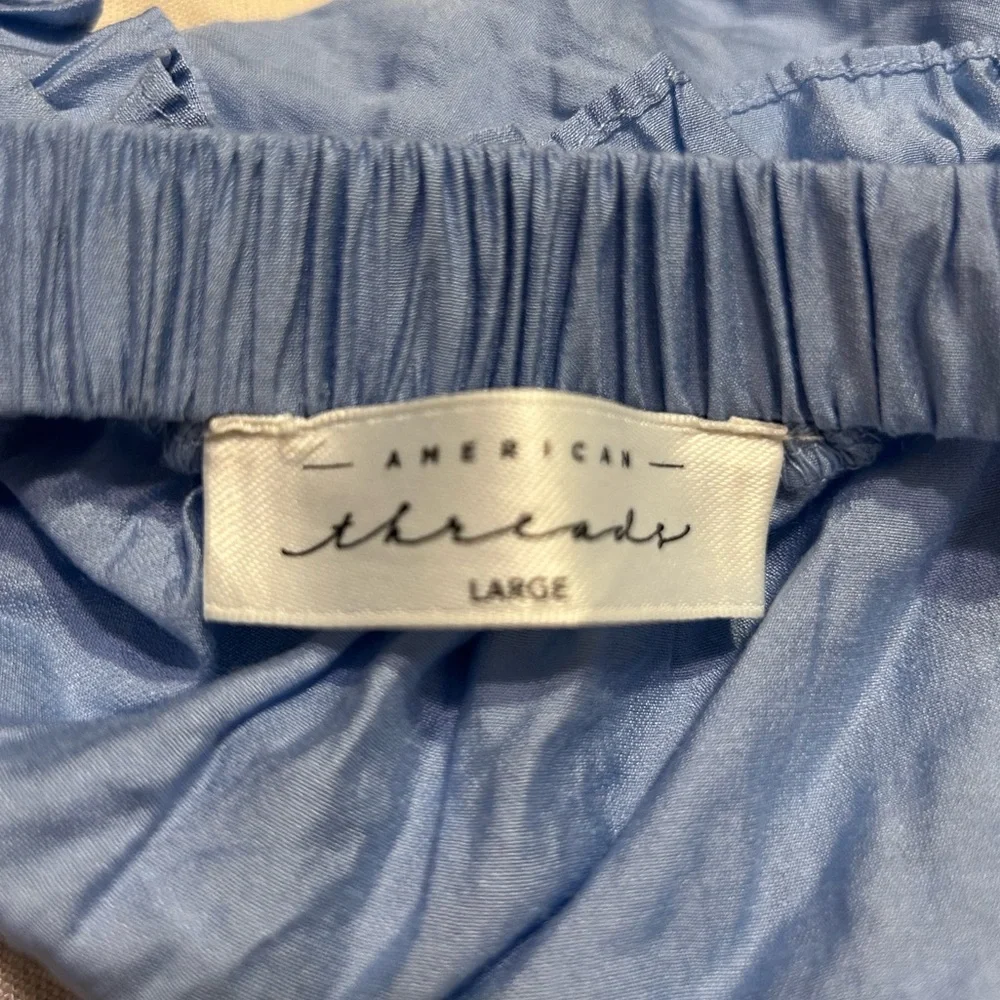 — AMERICAN —
threads
LARGE